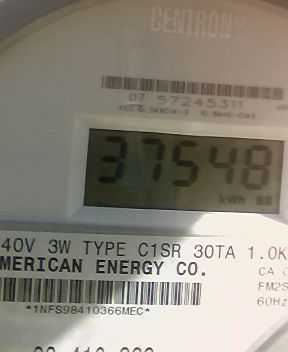 CENTRON®
07 57245311
37548
kWh
40V 3W TYPE C1SR 30TA 1.0K
MERICAN ENERGY CO.
CA
FM2S
60Hz
*1NFS98410366MEC*